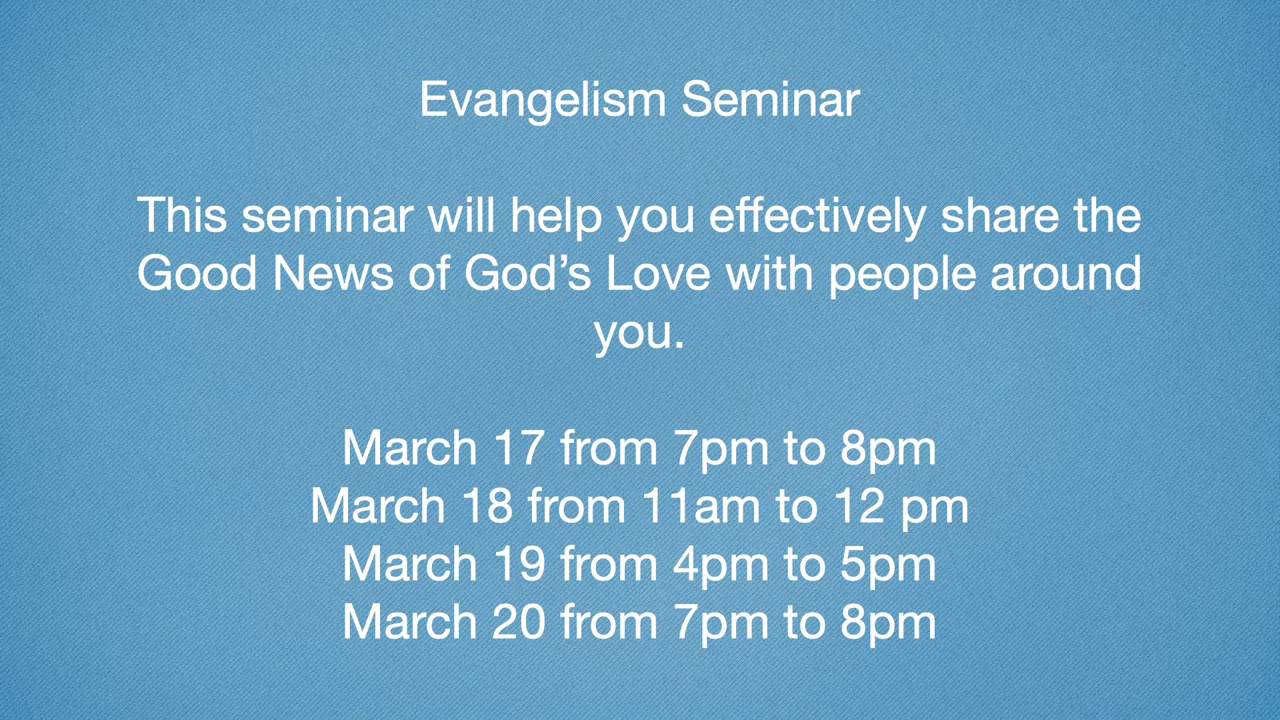 Evangelism Seminar
This seminar will help you effectively share the
Good News of God’s Love with people around
you.
March 17 from 7pm to 8pm
March 18 from 11am to 12 pm
March 19 from 4pm to 5pm
March 20 from 7pm to 8pm